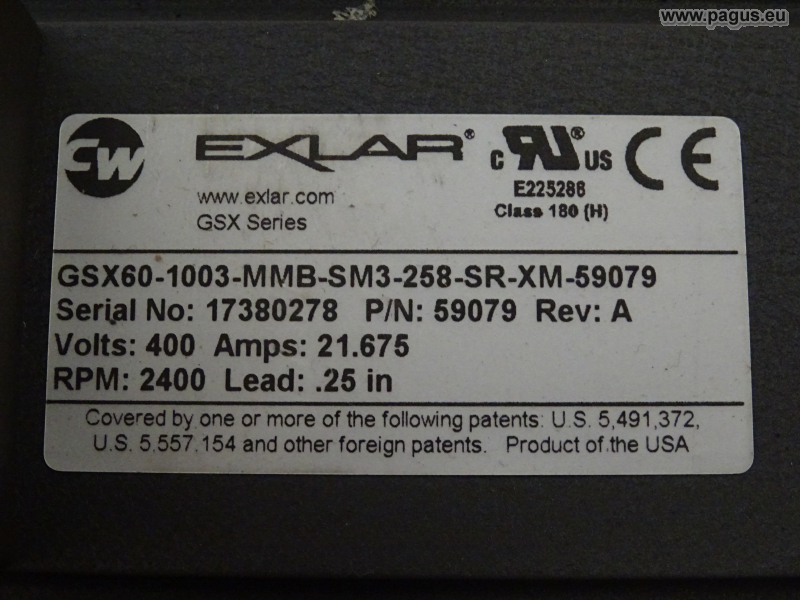 www.pagus.eu
CW EXLAR® c RU® US CE
E225288
Class 180 (H)
www.exlar.com
GSX Series
GSX60-1003-MMB-SM3-258-SR-XM-59079
Serial No: 17380278 P/N: 59079 Rev: A
Volts: 400 Amps: 21.675
RPM: 2400 Lead: .25 in
Covered by one or more of the following patents: U.S. 5,491,372,
U.S. 5,557,154 and other foreign patents. Product of the USA